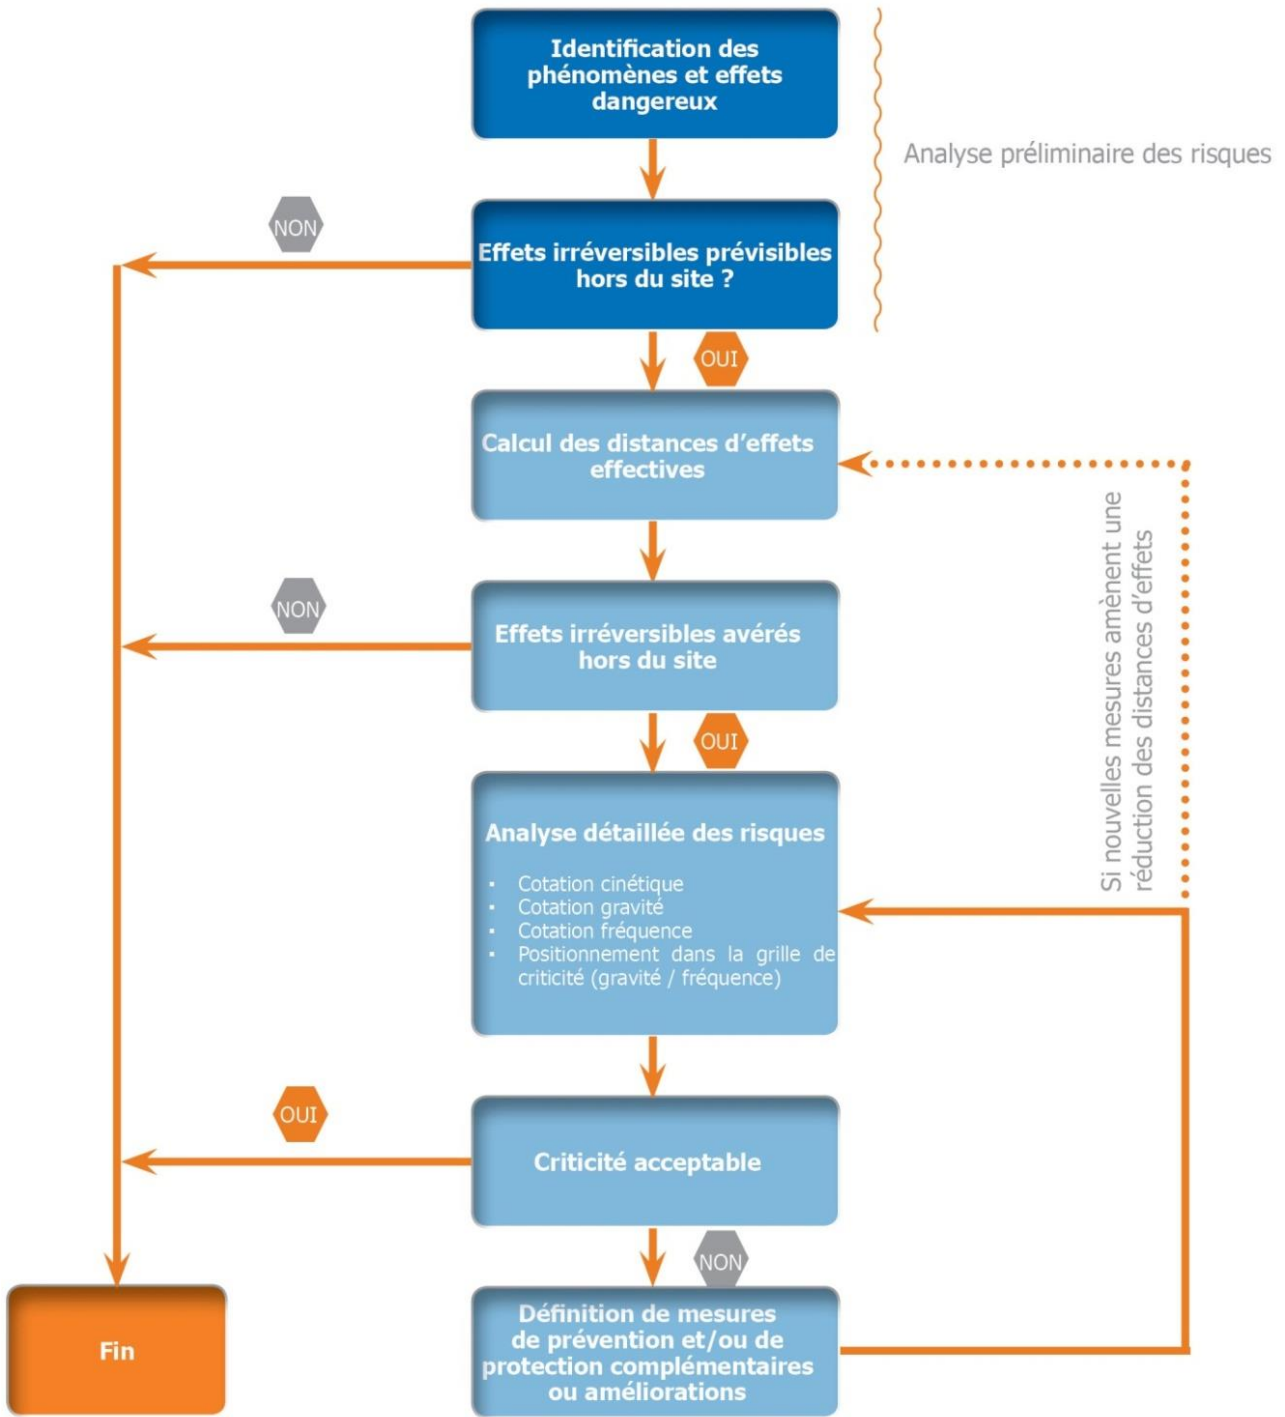 Identification des
phénomènes et effets
dangereux
Analyse préliminaire des risques
NON
Effets irréversibles prévisibles
hors du site ?
OUI
Calcul des distances d’effets
effectives
Si nouvelles mesures amènent une
réduction des distances d’effets
NON
Effets irréversibles avérés
hors du site
OUI
Analyse détaillée des risques
▪ Cotation cinétique
▪ Cotation gravité
▪ Cotation fréquence
▪ Positionnement dans la grille de
criticité (gravité / fréquence)
OUI
Criticité acceptable
NON
Définition de mesures
de prévention et/ou de
protection complémentaires
ou améliorations
Fin